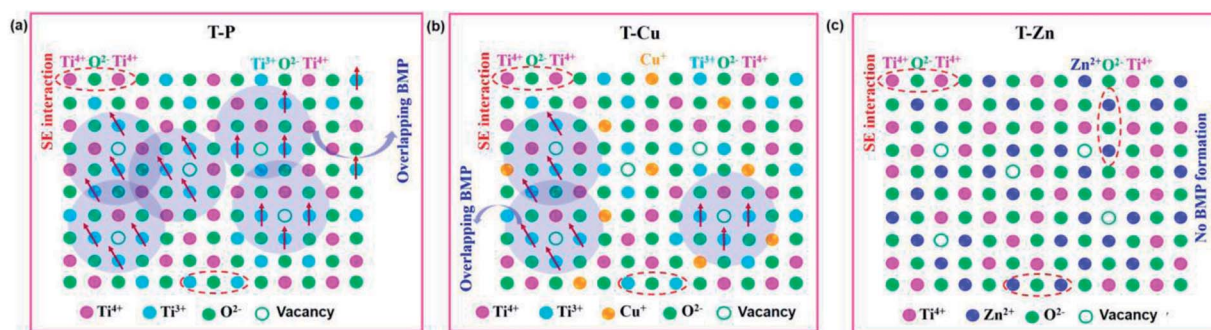 (a)
T-P
Ti⁴⁺ O²⁻ Ti⁴⁺
Ti³⁺ O²⁻ Ti⁴⁺
SE interaction
Overlapping BMP
Ti⁴⁺
Ti³⁺
O²⁻
Vacancy
(b)
T-Cu
Ti⁴⁺ O²⁻ Ti⁴⁺
Cu⁺
Ti³⁺ O²⁻ Ti⁴⁺
SE interaction
Overlapping BMP
Ti⁴⁺
Ti³⁺
Cu⁺
O²⁻
Vacancy
(c)
T-Zn
Ti⁴⁺ O²⁻ Ti⁴⁺
Zn²⁺ O²⁻ Ti⁴⁺
SE interaction
No BMP formation
Ti⁴⁺
Zn²⁺
O²⁻
Vacancy